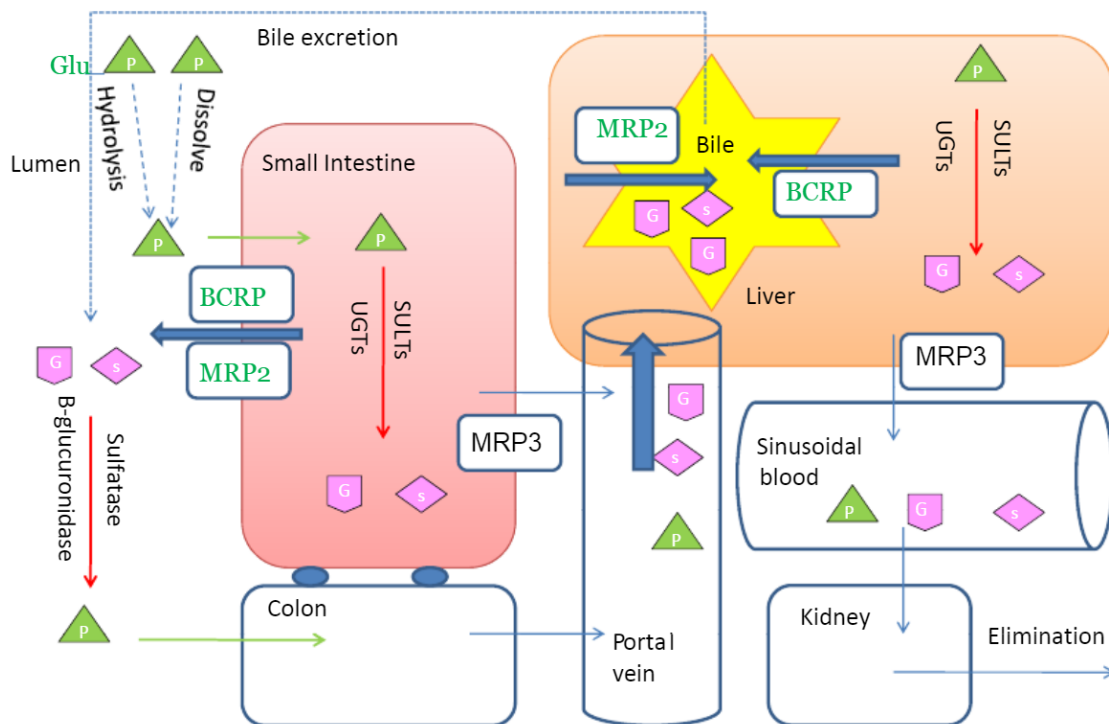 Bile excretion
Glu
P
P
Hydrolysis
Dissolve
Lumen
P
Small Intestine
P
SULTs
UGTs
BCRP
MRP2
G
s
Sulfatase
B-glucuronidase
P
MRP3
G
s
Colon
MRP2
Bile
BCRP
G
s
G
Liver
P
SULTs
UGTs
G
s
MRP3
G
s
P
Portal
vein
Sinusoidal
blood
P
G
s
Kidney
Elimination